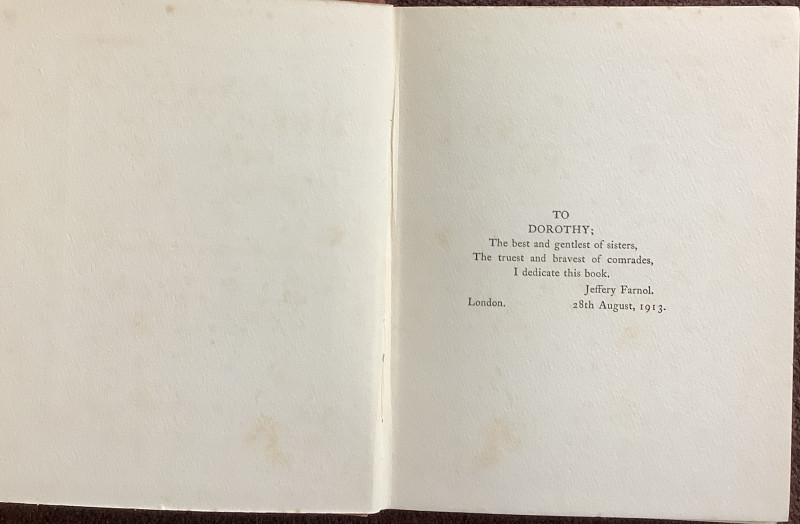 TO
DOROTHY;
The best and gentlest of sisters,
The truest and bravest of comrades,
I dedicate this book.
Jeffery Farnol.
London. 28th August, 1913.